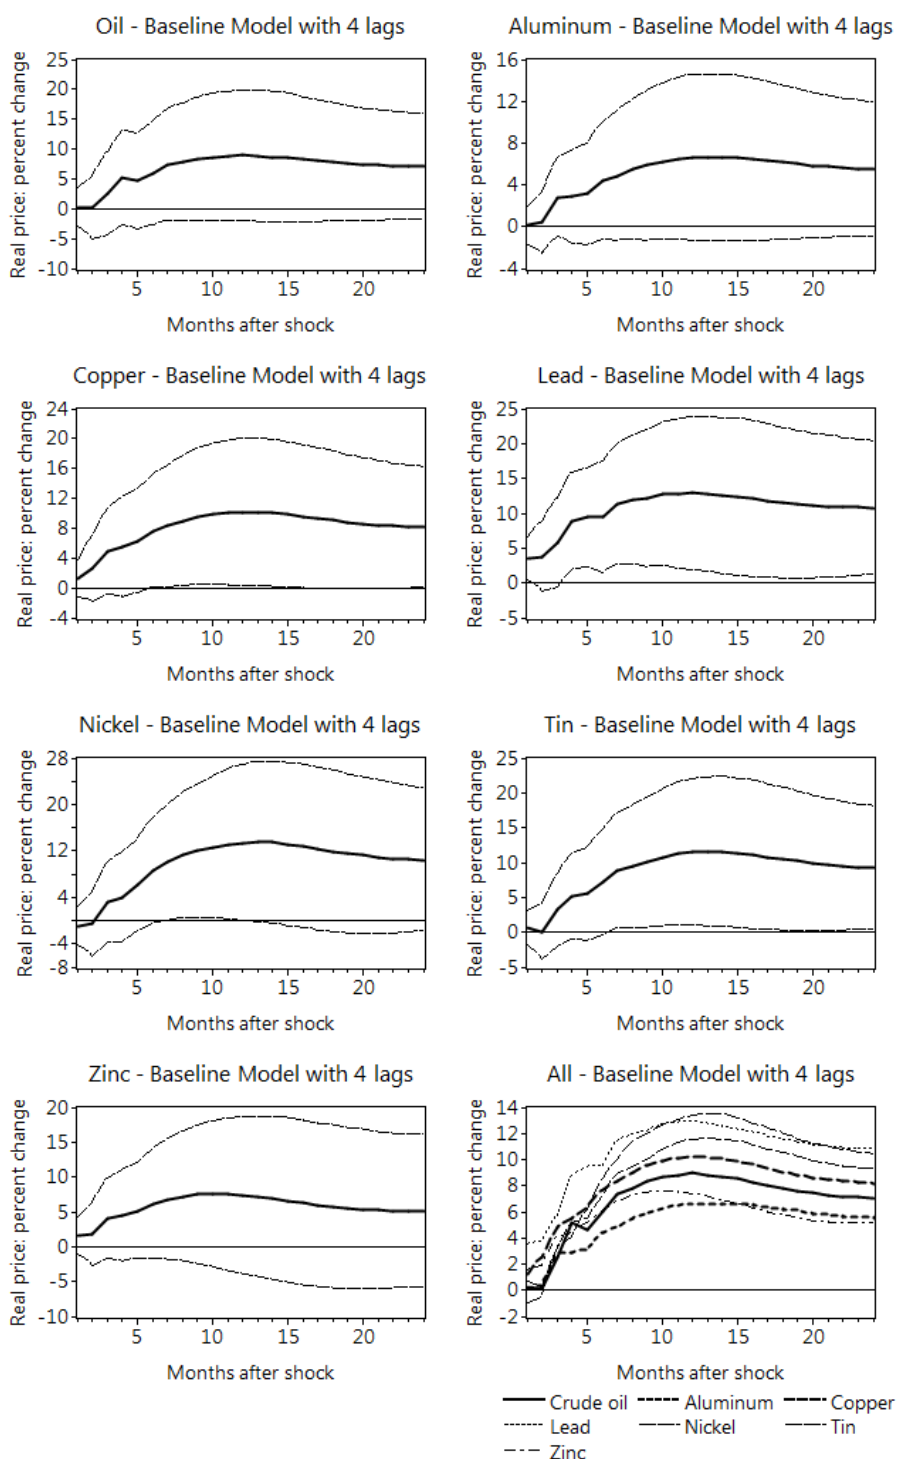 Oil - Baseline Model with 4 lags
Real price: percent change
25
20
15
10
5
0
-5
-10
5 10 15 20
Months after shock
Aluminum - Baseline Model with 4 lags
Real price: percent change
16
12
8
4
0
-4
5 10 15 20
Months after shock
Copper - Baseline Model with 4 lags
Real price: percent change
24
20
16
12
8
4
0
-4
5 10 15 20
Months after shock
Lead - Baseline Model with 4 lags
Real price: percent change
25
20
15
10
5
0
-5
5 10 15 20
Months after shock
Nickel - Baseline Model with 4 lags
Real price: percent change
28
20
12
4
-4
-8
5 10 15 20
Months after shock
Tin - Baseline Model with 4 lags
Real price: percent change
25
20
15
10
5
0
-5
5 10 15 20
Months after shock
Zinc - Baseline Model with 4 lags
Real price: percent change
20
15
10
5
0
-5
-10
5 10 15 20
Months after shock
All - Baseline Model with 4 lags
Real price: percent change
14
12
10
8
6
4
2
0
-2
5 10 15 20
Months after shock
Crude oil Aluminum Copper
Lead Nickel Tin
Zinc